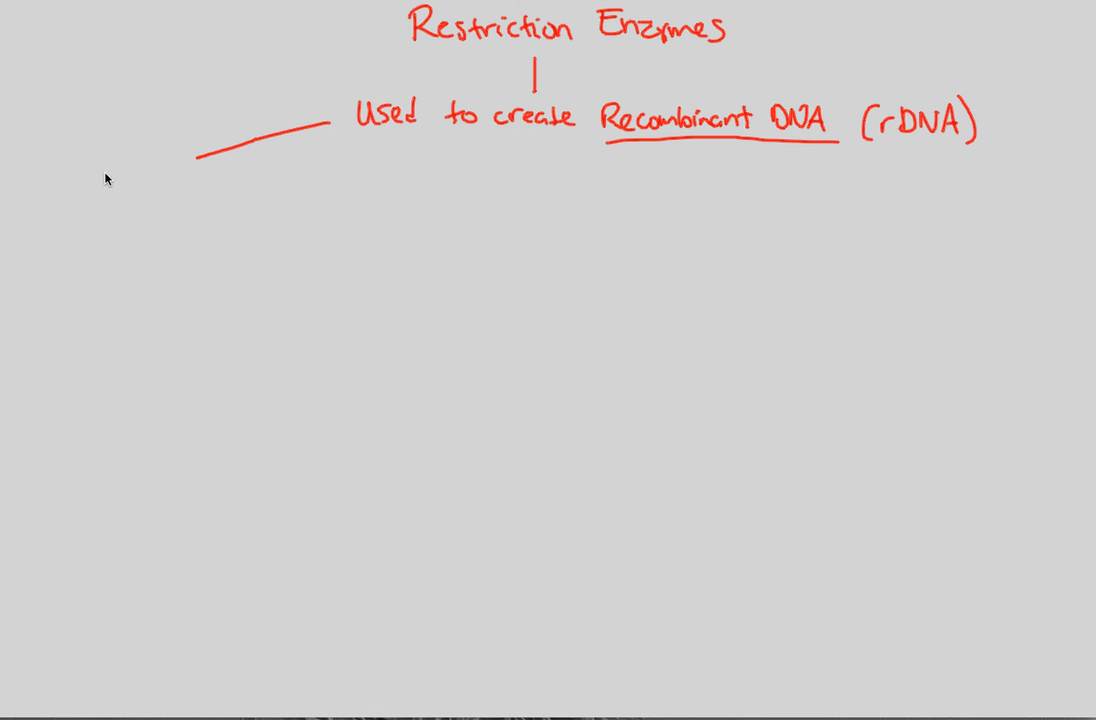 Restriction Enzymes
Used to create Recombinant DNA (rDNA)